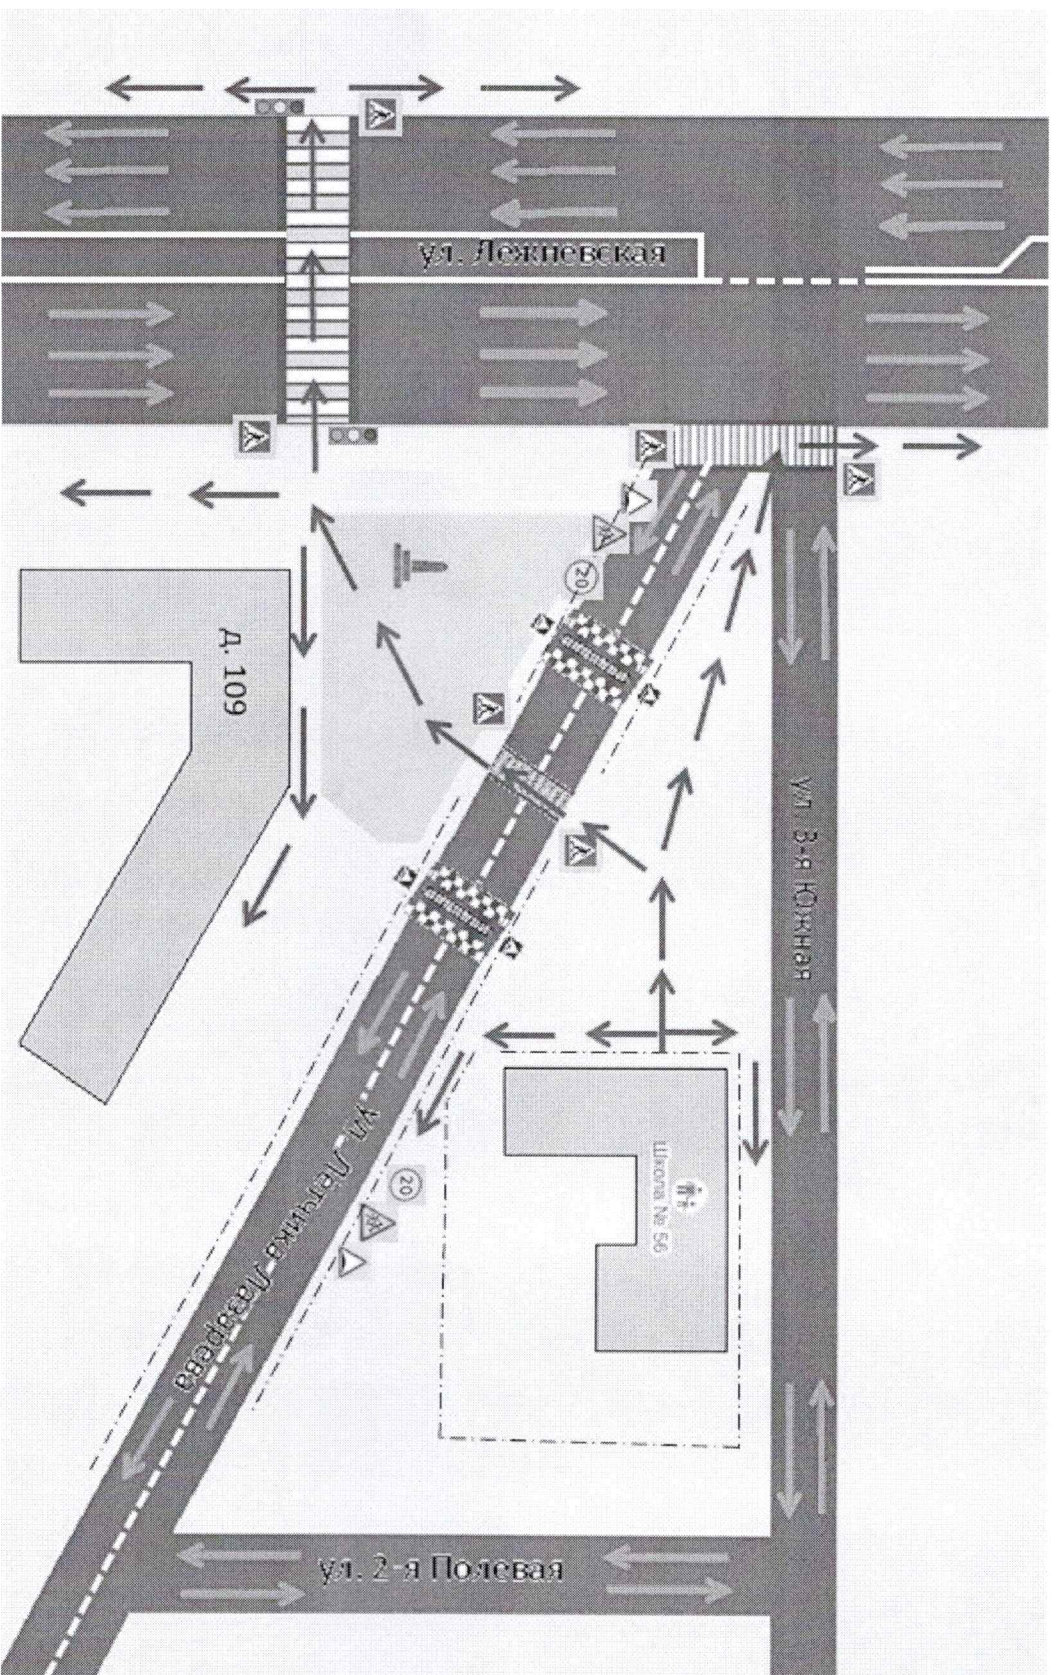 ул. Лежневская
20
д. 109
ул. 3-я Южная
ул. Летчика Лазарева
20
Школа № 56
ул. 2-я Полевая